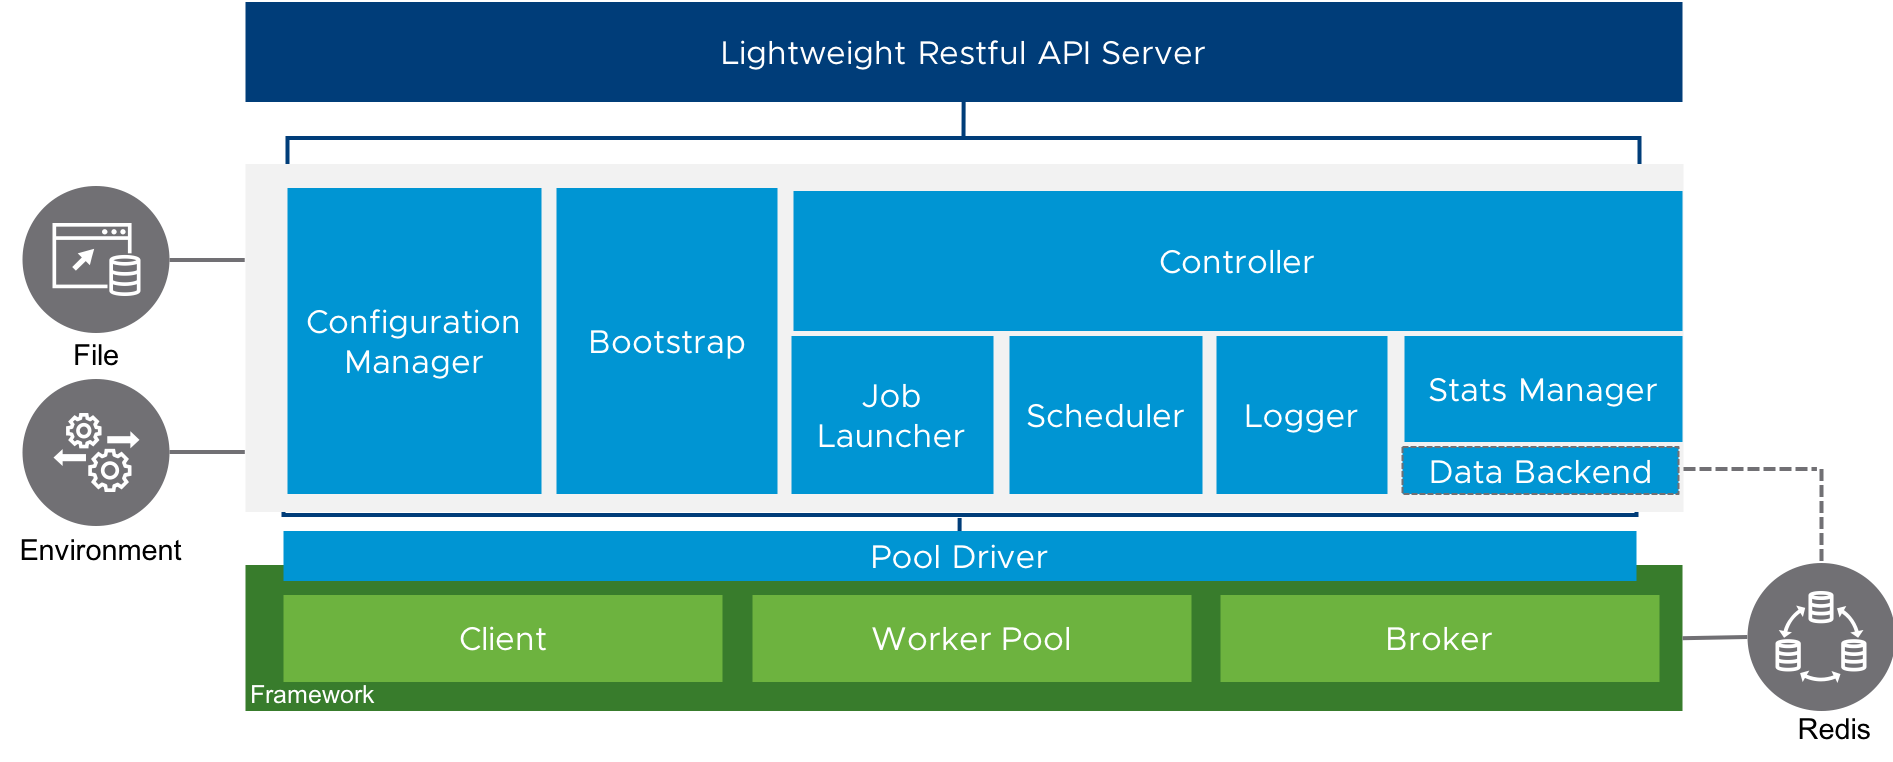 Lightweight Restful API Server
File
Environment
Configuration
Manager
Bootstrap
Controller
Job
Launcher
Scheduler
Logger
Stats Manager
Data Backend
Pool Driver
Client
Worker Pool
Broker
Framework
Redis